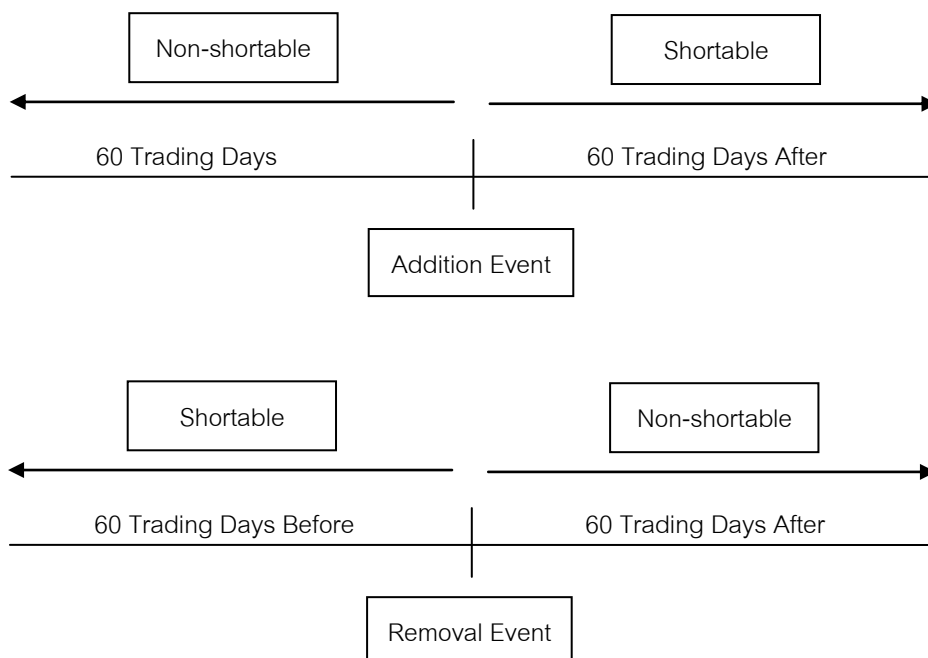 Non-shortable
Shortable
60 Trading Days
60 Trading Days After
Addition Event
Shortable
Non-shortable
60 Trading Days Before
60 Trading Days After
Removal Event